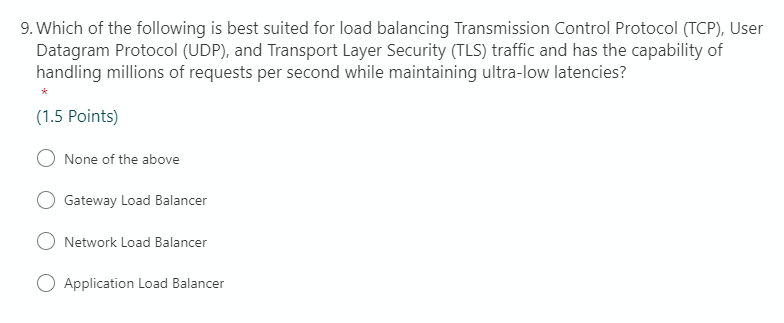 9. Which of the following is best suited for load balancing Transmission Control Protocol (TCP), User
Datagram Protocol (UDP), and Transport Layer Security (TLS) traffic and has the capability of
handling millions of requests per second while maintaining ultra-low latencies?
*
(1.5 Points)
None of the above
Gateway Load Balancer
Network Load Balancer
Application Load Balancer